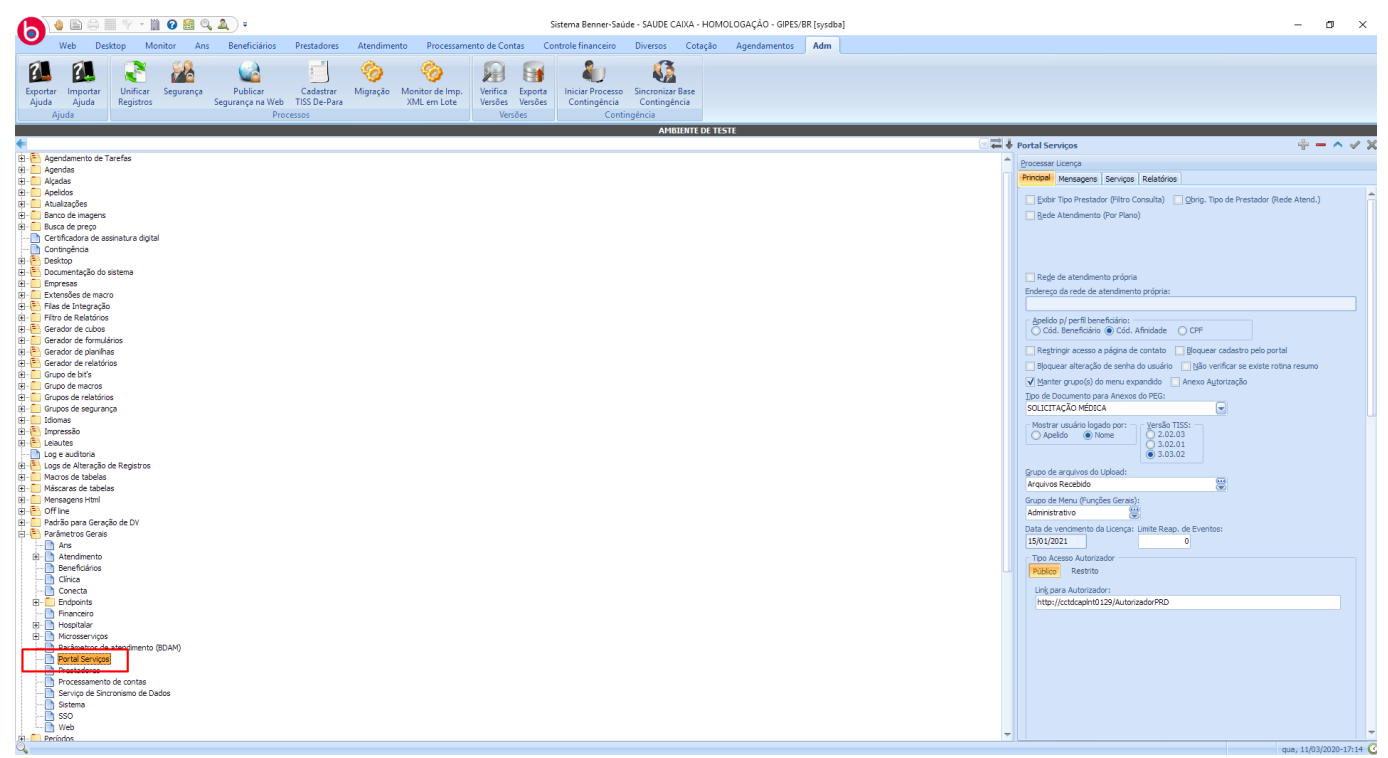 Sistema Benner-Saúde - SAUDE CAIXA - HOMOLOGAÇÃO - GIPES/BR [sysdba]
Web Desktop Monitor Ans Beneficiários Prestadores Atendimento Processamento de Contas Controle financeiro Diversos Cotação Agendamentos Adm
Exportar Ajuda
Importar Ajuda
Unificar Registros
Segurança
Publicar Segurança na Web
Cadastrar TISS De-Para
Migração
Monitor de Imp. XML em Lote
Verifica Versões
Exporta Versões
Iniciar Processo Contingência
Sincronizar Base Contingência
Ajuda Processos Versões Contingência
AMBIENTE DE TESTE
Agendamento de Tarefas
Agendas
Alçadas
Apelidos
Atualizações
Banco de imagens
Busca de preço
Certificadora de assinatura digital
Contingência
Desktop
Documentação do sistema
Empresas
Extensões de macro
Filas de Integração
Filtro de Relatórios
Gerador de cubos
Gerador de formulários
Gerador de planilhas
Gerador de relatórios
Grupo de bit's
Grupo de macros
Grupos de relatórios
Grupos de segurança
Idiomas
Impressão
Leiautes
Log e auditoria
Logs de Alteração de Registros
Macros de tabelas
Máscaras de tabelas
Mensagens Html
Off line
Padrão para Geração de DV
Parâmetros Gerais
Ans
Atendimento
Beneficiários
Clínica
Conecta
Endpoints
Financeiro
Hospitalar
Microsserviços
Parâmetros de atendimento (BDAM)
Portal Serviços
Prestadores
Processamento de contas
Serviço de Sincronismo de Dados
Sistema
SSO
Web
Períodos
Portal Serviços
Processar Licença
Principal Mensagens Serviços Relatórios
Exibir Tipo Prestador (Filtro Consulta) Obrig. Tipo de Prestador (Rede Atend.)
Rede Atendimento (Por Plano)
Rede de atendimento própria
Endereço da rede de atendimento própria:
Apelido p/ perfil beneficiário:
Cód. Beneficiário Cód. Afinidade CPF
Restringir acesso a página de contato Bloquear cadastro pelo portal
Bloquear alteração de senha do usuário Não verificar se existe rotina resumo
Manter grupo(s) do menu expandido Anexo Autorização
Tipo de Documento para Anexos do PEG:
SOLICITAÇÃO MÉDICA
Mostrar usuário logado por: Versão TISS:
Apelido Nome 2.02.03
3.02.01
3.03.02
Grupo de arquivos do Upload:
Arquivos Recebido
Grupo de Menu (Funções Gerais):
Administrativo
Data de vencimento da Licença: Limite Reap. de Eventos:
15/01/2021 0
Tipo Acesso Autorizador
Público Restrito
Link para Autorizador:
http://cctdcapInt0129/AutorizadorPRD
qua, 11/03/2020-17:14